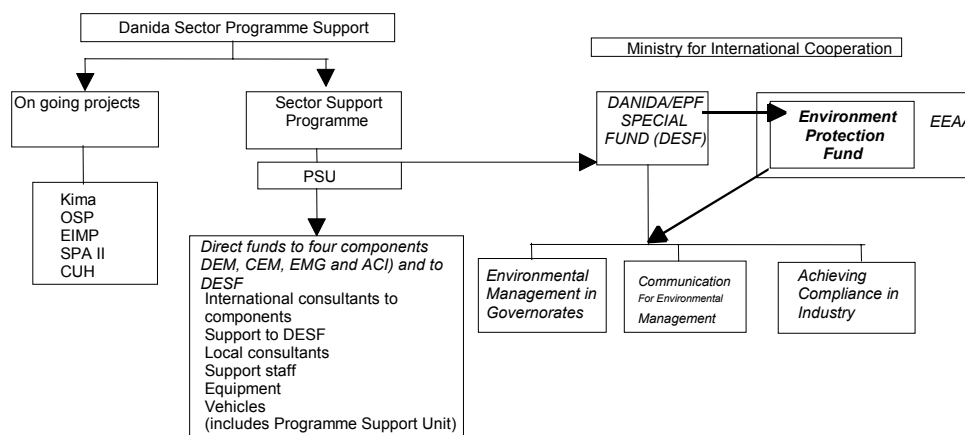 Danida Sector Programme Support
Ministry for International Cooperation
On going projects
Sector Support
Programme
DANIDA/EPF
SPECIAL
FUND (DESF)
Environment
Protection
Fund
EEAA
PSU
Kima
OSP
EIMP
SPA II
CUH
Direct funds to four components
DEM, CEM, EMG and ACI) and to
DESF
International consultants to
components
Support to DESF
Local consultants
Support staff
Equipment
Vehicles
(includes Programme Support Unit)
Environmental
Management in
Governorates
Communication
For Environmental
Management
Achieving
Compliance in
Industry